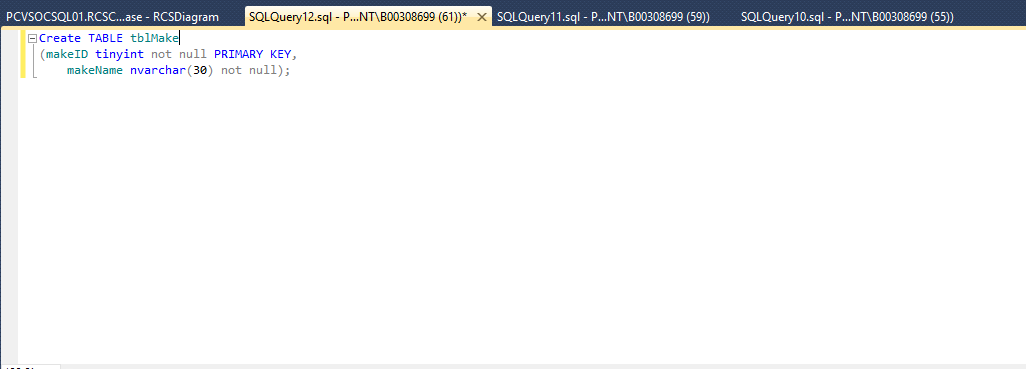 PCVSOCSQL01.RCSC...ase - RCSDiagram
SQLQuery12.sql - P...NT\B00308699 (61))*
SQLQuery11.sql - P...NT\B00308699 (59))
SQLQuery10.sql - P...NT\B00308699 (55))
Create TABLE tblMake
(makeID tinyint not null PRIMARY KEY,
makeName nvarchar(30) not null);